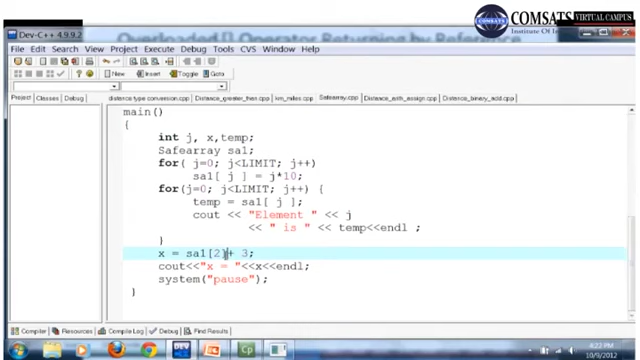 COMSATS VIRTUAL CAMPUS
Institute Of In
Overloaded [] Operator Returning by Reference
Dev-C++ 4.9.9.2
File Edit Search View Project Execute Debug Tools CVS Window Help
New Insert Toggle Goto
Project Classes Debug
distance type conversion.cpp Distance_greater_then.cpp km_miles.cpp Safearray.cpp Distance_arith_assign.cpp Distance_binary_add.cpp
main()
{
int j, x,temp;
Safearray sa1;
for( j=0; j<LIMIT; j++)
sa1[ j ] = j*10;
for(j=0; j<LIMIT; j++) {
temp = sa1[ j ];
cout << "Element " << j
<< " is " << temp<<endl ;
}
x = sa1[2]+ 3;
cout<<"x = "<<x<<endl;
system("pause");
}
Compiler Resources Compile Log Debug Find Results
DEV
4:22 PM
10/9/2012